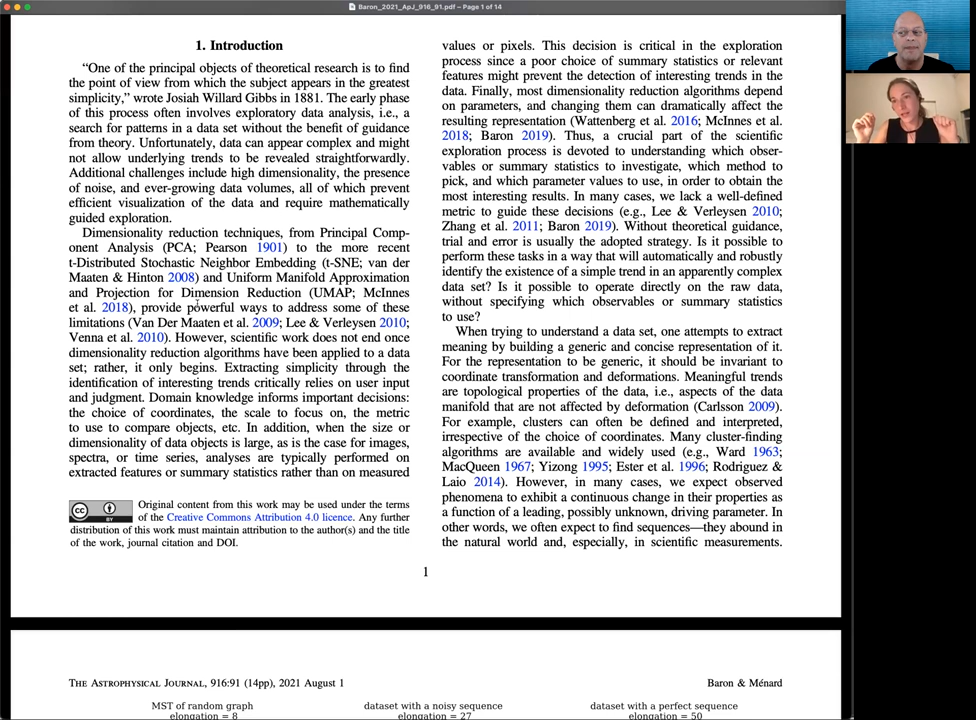 Baron_2021_ApJ_916_91.pdf – Page 1 of 14
1. Introduction
“One of the principal objects of theoretical research is to find
the point of view from which the subject appears in the greatest
simplicity,” wrote Josiah Willard Gibbs in 1881. The early phase
of this process often involves exploratory data analysis, i.e., a
search for patterns in a data set without the benefit of guidance
from theory. Unfortunately, data can appear complex and might
not allow underlying trends to be revealed straightforwardly.
Additional challenges include high dimensionality, the presence
of noise, and ever-growing data volumes, all of which prevent
efficient visualization of the data and require mathematically
guided exploration.
Dimensionality reduction techniques, from Principal Comp-
onent Analysis (PCA; Pearson 1901) to the more recent
t-Distributed Stochastic Neighbor Embedding (t-SNE; van der
Maaten & Hinton 2008) and Uniform Manifold Approximation
and Projection for Dimension Reduction (UMAP; McInnes
et al. 2018), provide powerful ways to address some of these
limitations (Van Der Maaten et al. 2009; Lee & Verleysen 2010;
Venna et al. 2010). However, scientific work does not end once
dimensionality reduction algorithms have been applied to a data
set; rather, it only begins. Extracting simplicity through the
identification of interesting trends critically relies on user input
and judgment. Domain knowledge informs important decisions:
the choice of coordinates, the scale to focus on, the metric
to use to compare objects, etc. In addition, when the size or
dimensionality of data objects is large, as is the case for images,
spectra, or time series, analyses are typically performed on
extracted features or summary statistics rather than on measured
cc BY Original content from this work may be used under the terms
of the Creative Commons Attribution 4.0 licence. Any further
distribution of this work must maintain attribution to the author(s) and the title
of the work, journal citation and DOI.
values or pixels. This decision is critical in the exploration
process since a poor choice of summary statistics or relevant
features might prevent the detection of interesting trends in the
data. Finally, most dimensionality reduction algorithms depend
on parameters, and changing them can dramatically affect the
resulting representation (Wattenberg et al. 2016; McInnes et al.
2018; Baron 2019). Thus, a crucial part of the scientific
exploration process is devoted to understanding which obser-
vables or summary statistics to investigate, which method to
pick, and which parameter values to use, in order to obtain the
most interesting results. In many cases, we lack a well-defined
metric to guide these decisions (e.g., Lee & Verleysen 2010;
Zhang et al. 2011; Baron 2019). Without theoretical guidance,
trial and error is usually the adopted strategy. Is it possible to
perform these tasks in a way that will automatically and robustly
identify the existence of a simple trend in an apparently complex
data set? Is it possible to operate directly on the raw data,
without specifying which observables or summary statistics
to use?
When trying to understand a data set, one attempts to extract
meaning by building a generic and concise representation of it.
For the representation to be generic, it should be invariant to
coordinate transformation and deformations. Meaningful trends
are topological properties of the data, i.e., aspects of the data
manifold that are not affected by deformation (Carlsson 2009).
For example, clusters can often be defined and interpreted,
irrespective of the choice of coordinates. Many cluster-finding
algorithms are available and widely used (e.g., Ward 1963;
MacQueen 1967; Yizong 1995; Ester et al. 1996; Rodriguez &
Laio 2014). However, in many cases, we expect observed
phenomena to exhibit a continuous change in their properties as
a function of a leading, possibly unknown, driving parameter. In
other words, we often expect to find sequences—they abound in
the natural world and, especially, in scientific measurements.
1
THE ASTROPHYSICAL JOURNAL, 916:91 (14pp), 2021 August 1
Baron & Ménard
MST of random graph
elongation = 8
dataset with a noisy sequence
elongation = 27
dataset with a perfect sequence
elongation = 50